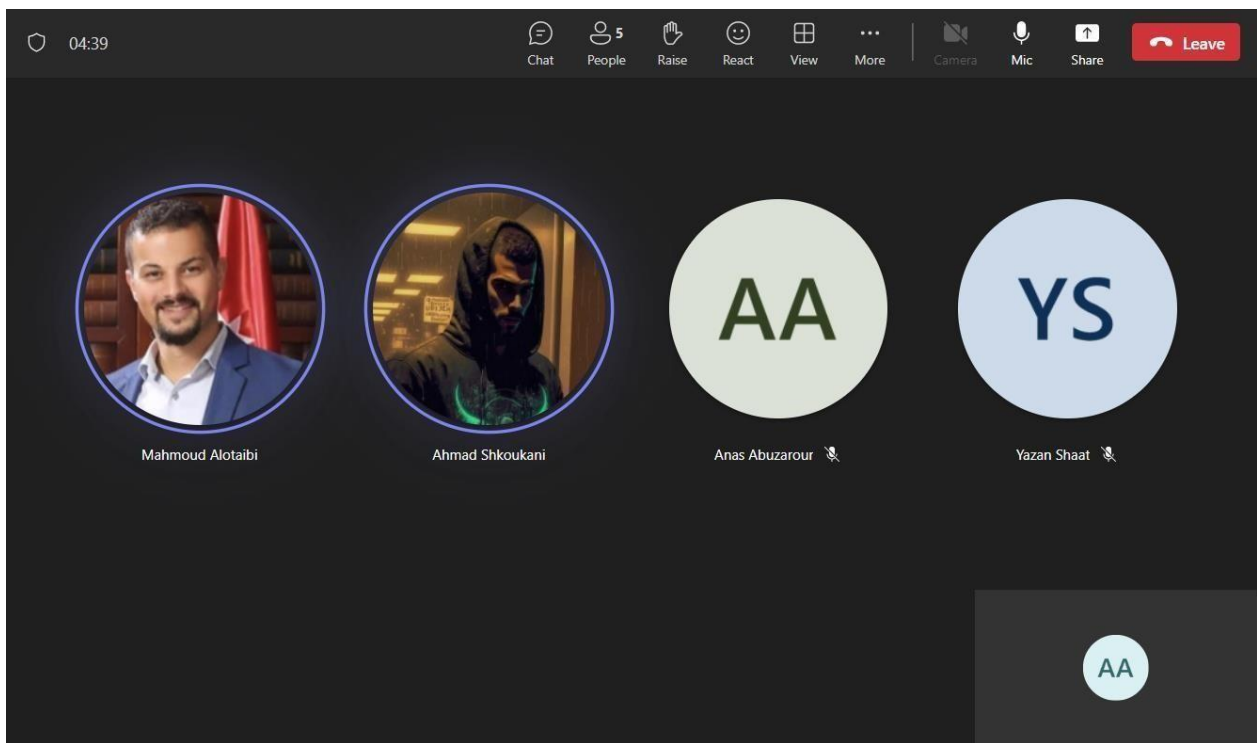 04:39
5
Chat People Raise React View More Camera Mic Share Leave
AA YS
Mahmoud Alotaibi Ahmad Shkoukani Anas Abuzarour Yazan Shaat
AA